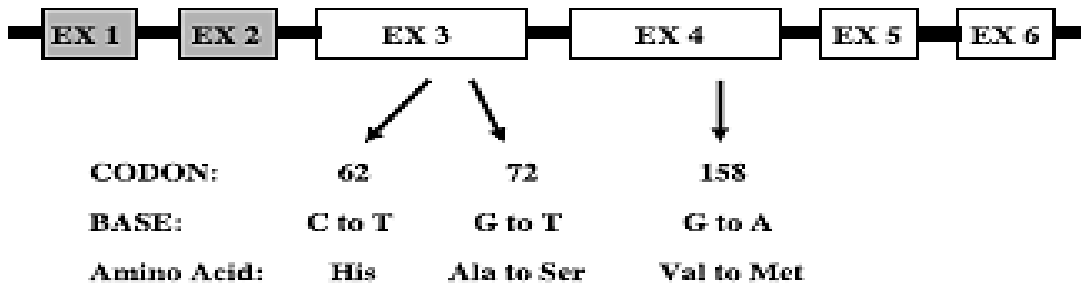 EX 1 EX 2 EX 3 EX 4 EX 5 EX 6
CODON: 62 72 158
BASE: C to T G to T G to A
Amino Acid: His Ala to Ser Val to Met